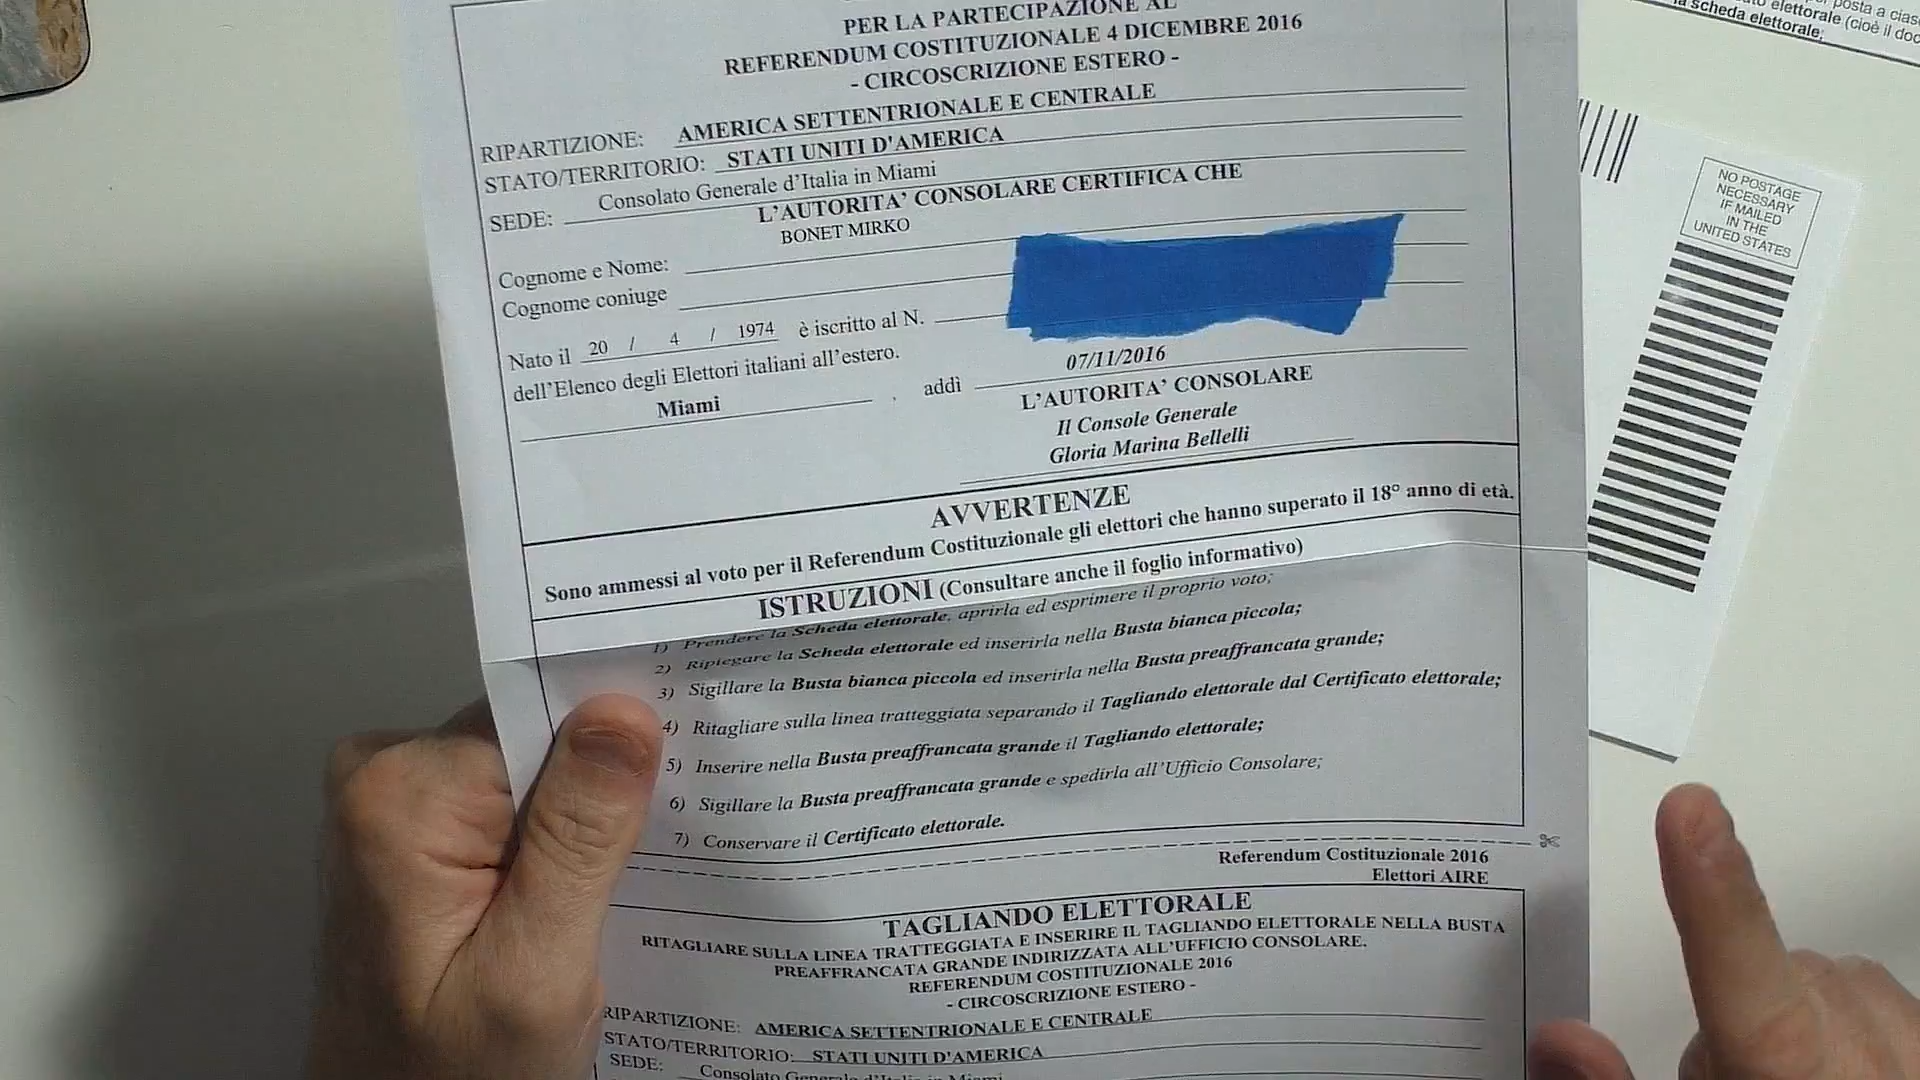 PER LA PARTECIPAZIONE AL
REFERENDUM COSTITUZIONALE 4 DICEMBRE 2016
- CIRCOSCRIZIONE ESTERO -
RIPARTIZIONE: AMERICA SETTENTRIONALE E CENTRALE
STATO/TERRITORIO: STATI UNITI D'AMERICA
SEDE: Consolato Generale d'Italia in Miami
L'AUTORITA' CONSOLARE CERTIFICA CHE
BONET MIRKO
Cognome e Nome:
Cognome coniuge
Nato il 20 / 4 / 1974 è iscritto al N.
dell'Elenco degli Elettori italiani all'estero.
Miami , addì 07/11/2016
L'AUTORITA' CONSOLARE
Il Console Generale
Gloria Marina Bellelli
AVVERTENZE
Sono ammessi al voto per il Referendum Costituzionale gli elettori che hanno superato il 18° anno di età.
ISTRUZIONI (Consultare anche il foglio informativo)
1) Prendere la Scheda elettorale, aprirla ed esprimere il proprio voto;
2) Ripiegare la Scheda elettorale ed inserirla nella Busta bianca piccola;
3) Sigillare la Busta bianca piccola ed inserirla nella Busta preaffrancata grande;
4) Ritagliare sulla linea tratteggiata separando il Tagliando elettorale dal Certificato elettorale;
5) Inserire nella Busta preaffrancata grande il Tagliando elettorale;
6) Sigillare la Busta preaffrancata grande e spedirla all'Ufficio Consolare;
7) Conservare il Certificato elettorale.
Referendum Costituzionale 2016
Elettori AIRE
TAGLIANDO ELETTORALE
RITAGLIARE SULLA LINEA TRATTEGGIATA E INSERIRE IL TAGLIANDO ELETTORALE NELLA BUSTA
PREAFFRANCATA GRANDE INDIRIZZATA ALL'UFFICIO CONSOLARE.
REFERENDUM COSTITUZIONALE 2016
- CIRCOSCRIZIONE ESTERO -
RIPARTIZIONE: AMERICA SETTENTRIONALE E CENTRALE
STATO/TERRITORIO: STATI UNITI D'AMERICA
SEDE: Consolato Generale d'Italia in Miami
posta a
elettorale (cioè il
la scheda elettorale;
NO POSTAGE
NECESSARY
IF MAILED
IN THE
UNITED STATES